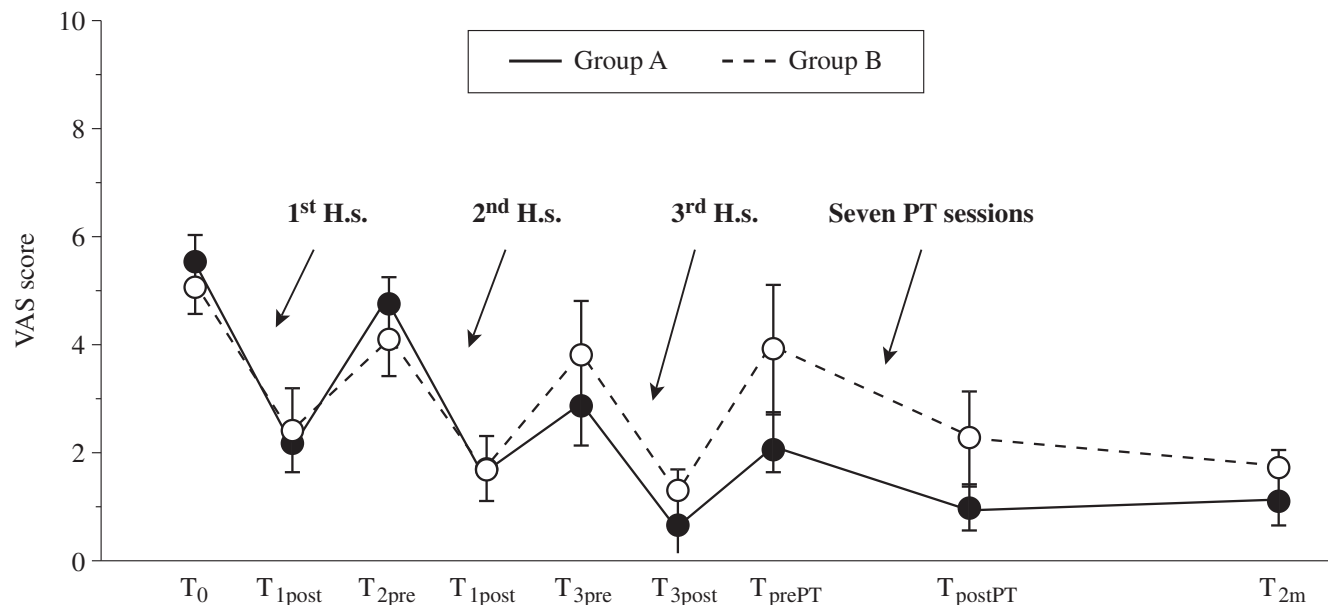 10
Group A
Group B
8
1st H.s.
2nd H.s.
3rd H.s.
Seven PT sessions
6
VAS score
4
2
0
T0
T1post
T2pre
T1post
T3pre
T3post
TprePT
TpostPT
T2m